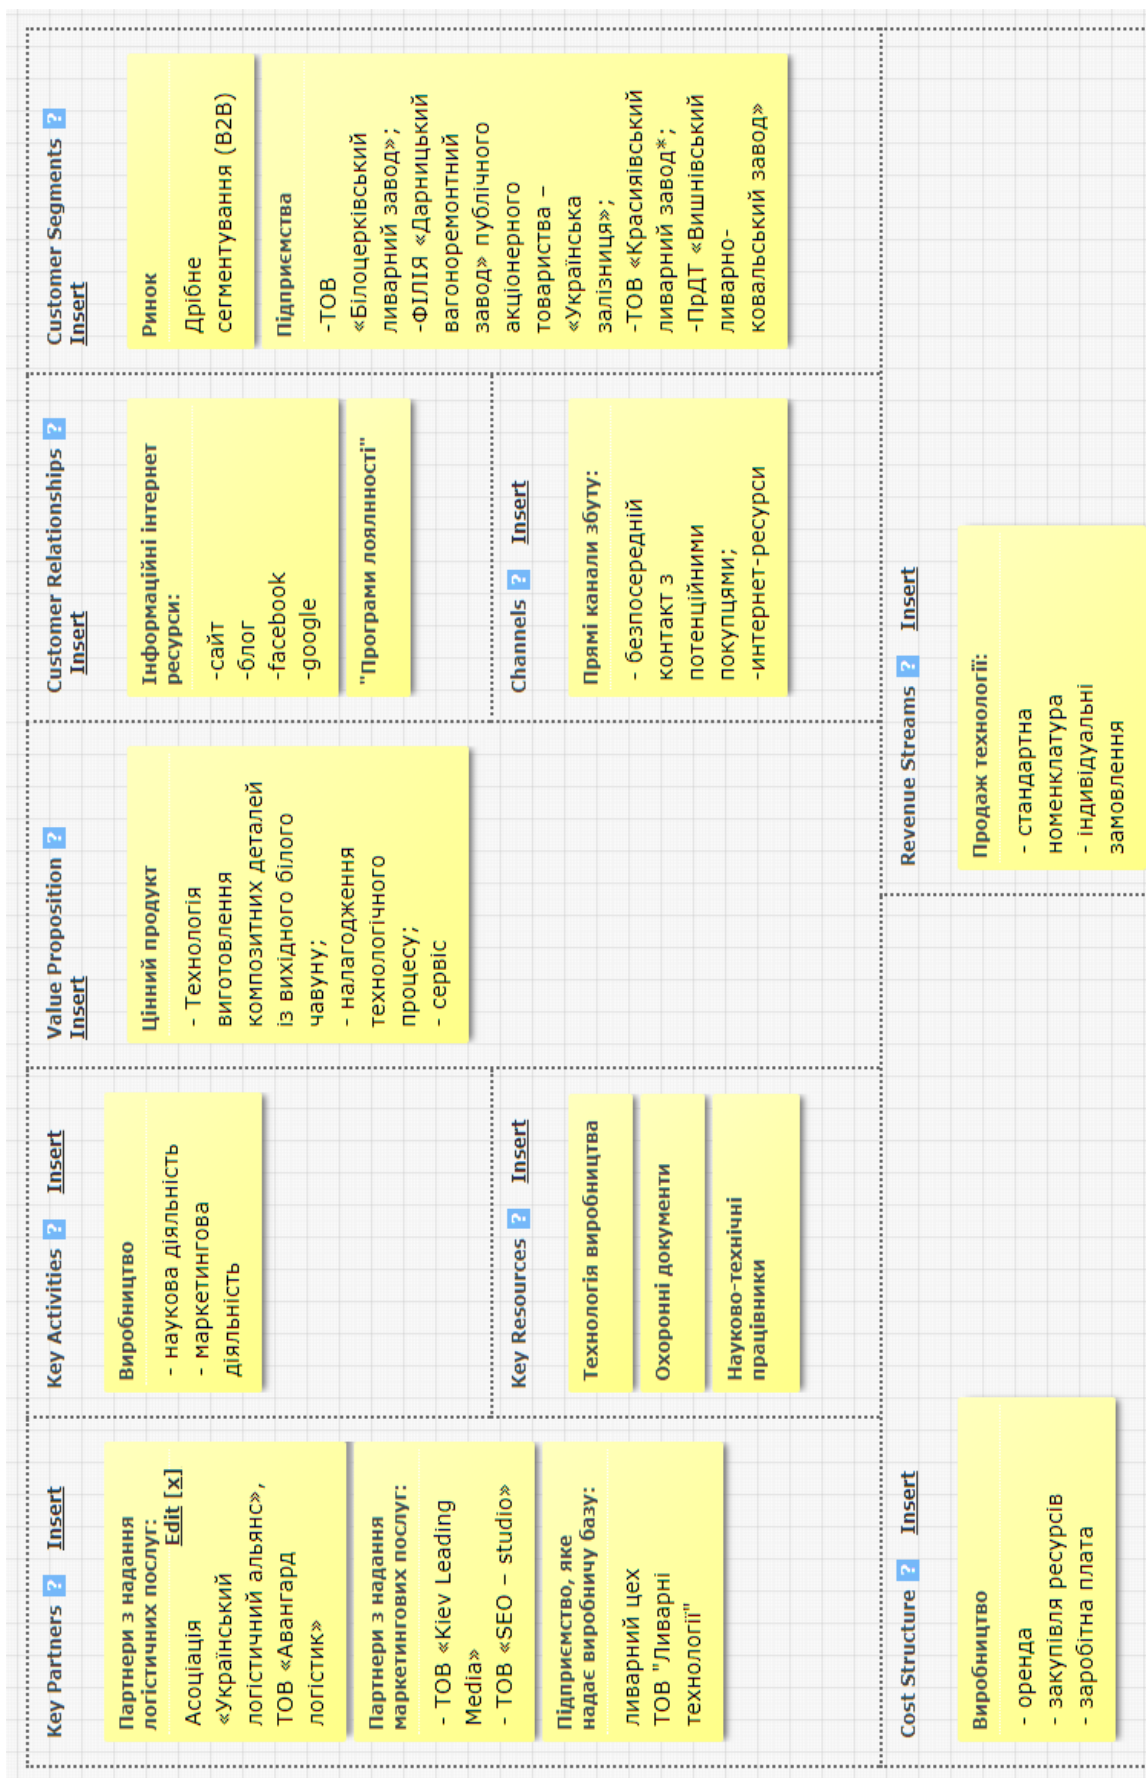 Key Partners ? Insert
Партнери з надання
логістичних послуг:
Edit [x]
Асоціація
«Український
логістичний альянс»,
ТОВ «Авангард
логістик»
Партнери з надання
маркетингових послуг:
- ТОВ «Kiev Leading
Media»
- ТОВ «SEO – studio»
Підприємство, яке
надає виробничу базу:
ливарний цех
ТОВ "Ливарні
технології"
Key Activities ? Insert
Виробництво
- наукова діяльність
- маркетингова
діяльність
Key Resources ? Insert
Технологія виробництва
Охоронні документи
Науково-технічні
працівники
Value Proposition ?
Insert
Цінний продукт
- Технологія
виготовлення
композитних деталей
із вихідного білого
чавуну;
- налагодження
технологічного
процесу;
- сервіс
Customer Relationships ?
Insert
Інформаційні інтернет
ресурси:
-сайт
-блог
-facebook
-google
"Програми лоялнності"
Channels ? Insert
Прямі канали збуту:
- безпосередній
контакт з
потенційними
покупцями;
-интернет-ресурси
Customer Segments ?
Insert
Ринок
Дрібне
сегментування (B2B)
Підприємства
-ТОВ
«Білоцерківський
ливарний завод»;
-ФІЛІЯ «Дарницький
вагоноремонтний
завод» публічного
акціонерного
товариства –
«Українська
залізниця»;
-ТОВ «Красияівський
ливарний завод*;
-ПрДТ «Вишнівський
ливарно-
ковальський завод»
Cost Structure ? Insert
Виробництво
- оренда
- закупівля ресурсів
- заробітна плата
Revenue Streams ? Insert
Продаж технології:
- стандартна
номенклатура
- індивідуальні
замовлення